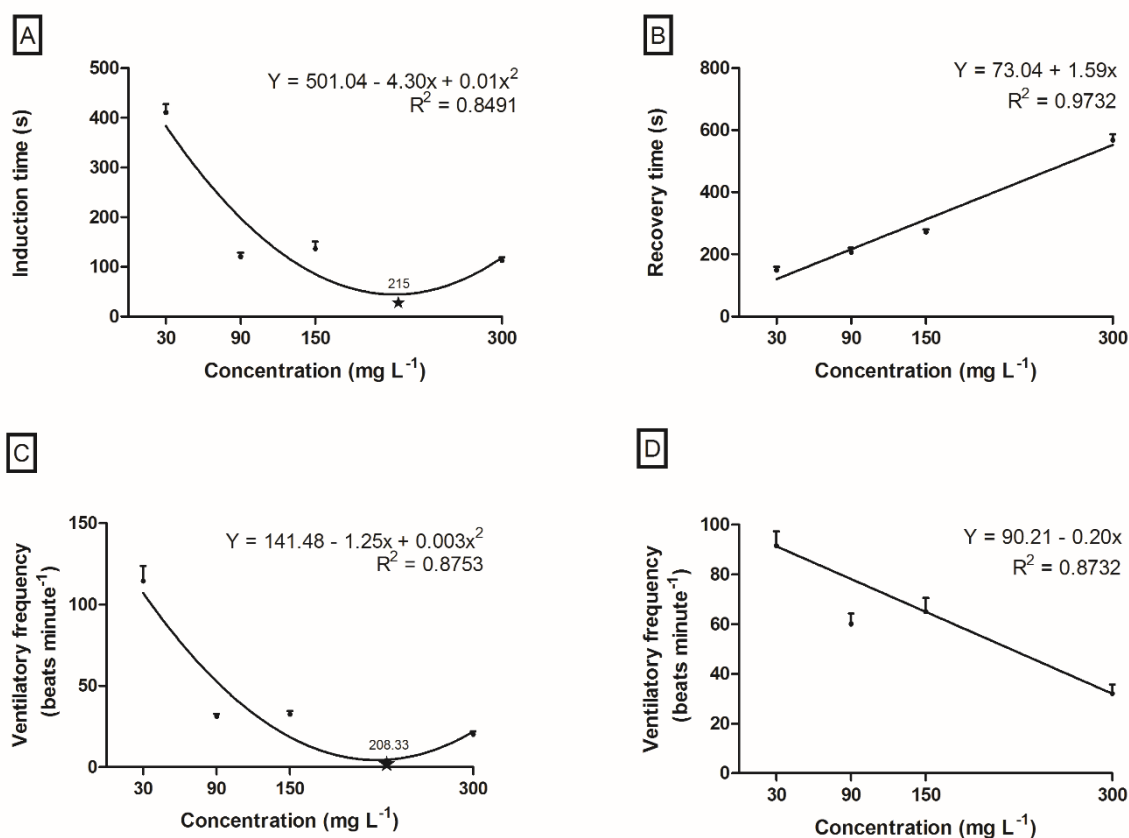 A
Y = 501.04 - 4.30x + 0.01x²
R² = 0.8491
Induction time (s)
500
400
300
200
100
0
215
30 90 150 300
Concentration (mg L⁻¹)
B
Y = 73.04 + 1.59x
R² = 0.9732
Recovery time (s)
800
600
400
200
0
30 90 150 300
Concentration (mg L⁻¹)
C
Y = 141.48 - 1.25x + 0.003x²
R² = 0.8753
Ventilatory frequency
(beats minute⁻¹)
150
100
50
0
208.33
30 90 150 300
Concentration (mg L⁻¹)
D
Y = 90.21 - 0.20x
R² = 0.8732
Ventilatory frequency
(beats minute⁻¹)
100
80
60
40
20
0
30 90 150 300
Concentration (mg L⁻¹)